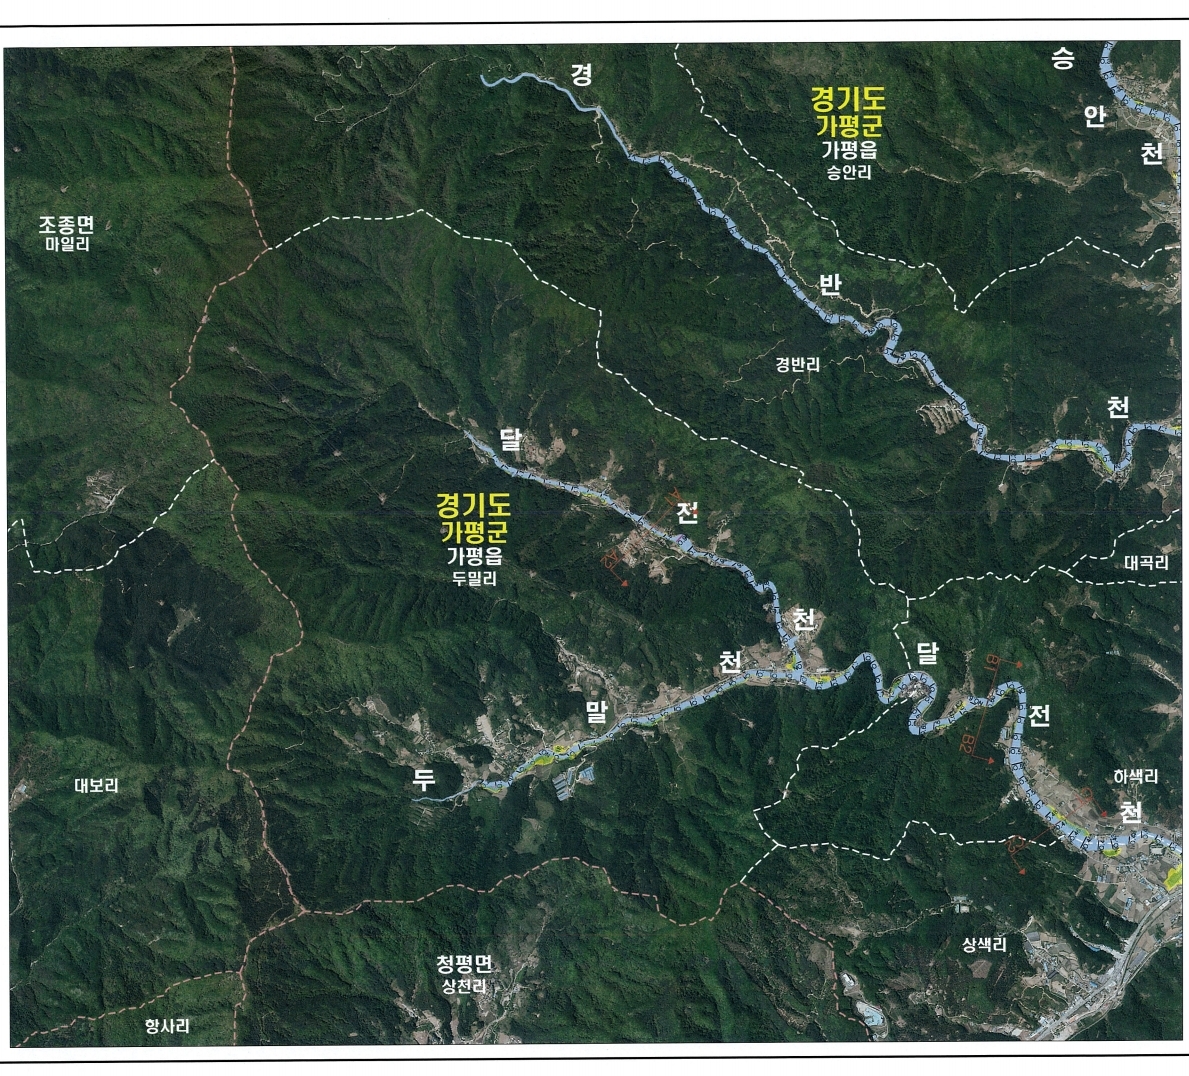 경
반
천
승
안
천
경기도
가평군
가평읍
승안리
조종면
마일리
경반리
달
전
천
경기도
가평군
가평읍
두밀리
대곡리
천
말
두
달
전
천
B1
B2
하색리
대보리
상색리
청평면
상천리
항사리